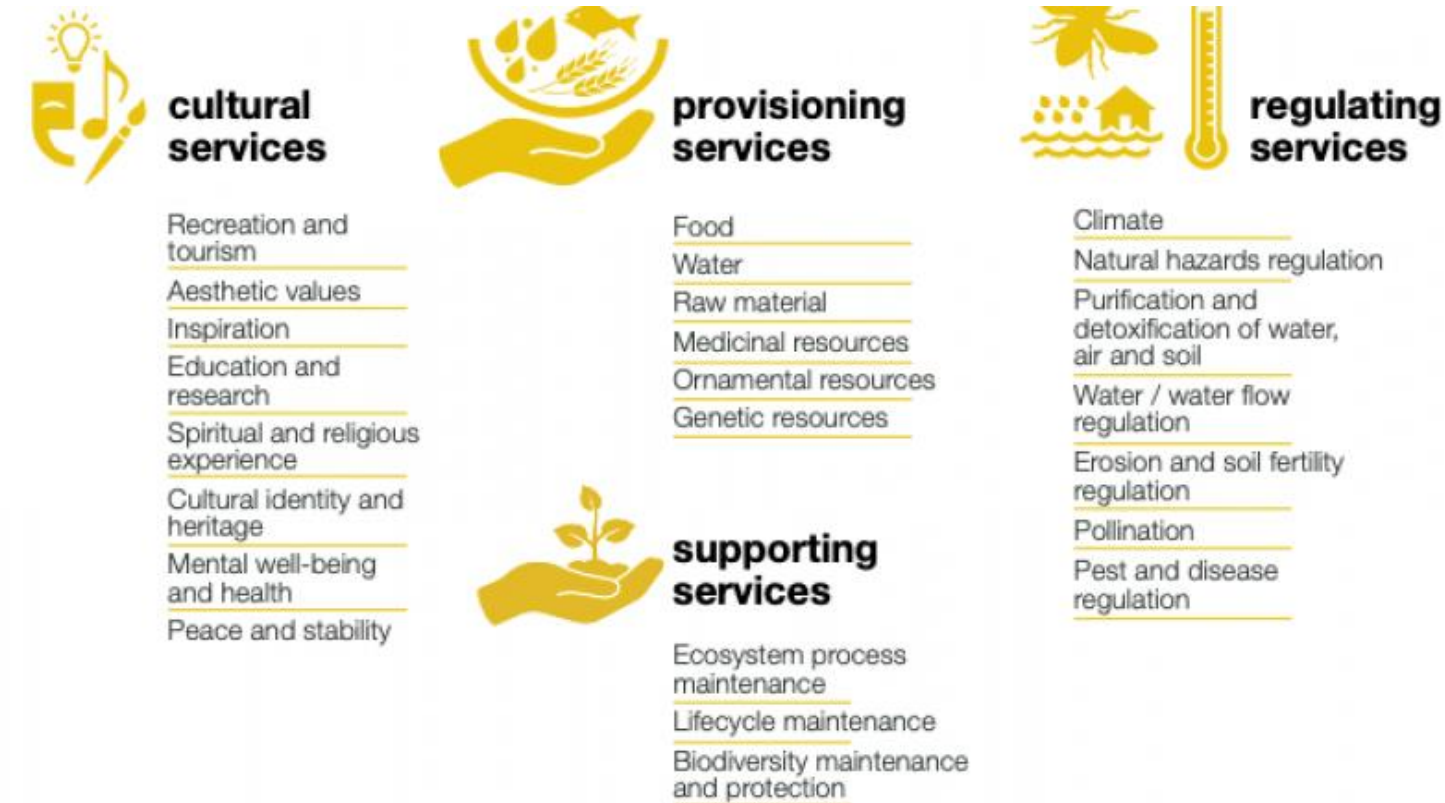 cultural
services
Recreation and
tourism
Aesthetic values
Inspiration
Education and
research
Spiritual and religious
experience
Cultural identity and
heritage
Mental well-being
and health
Peace and stability
provisioning
services
Food
Water
Raw material
Medicinal resources
Ornamental resources
Genetic resources
supporting
services
Ecosystem process
maintenance
Lifecycle maintenance
Biodiversity maintenance
and protection
regulating
services
Climate
Natural hazards regulation
Purification and
detoxification of water,
air and soil
Water / water flow
regulation
Erosion and soil fertility
regulation
Pollination
Pest and disease
regulation